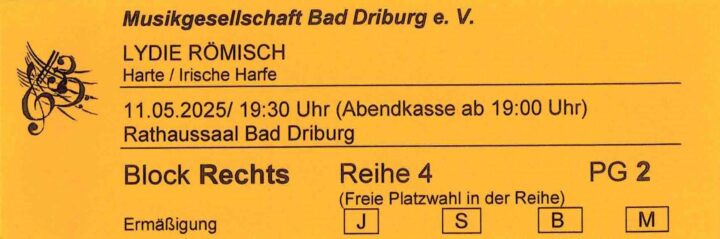 Musikgesellschaft Bad Driburg e. V.
LYDIE RÖMISCH
Harte / Irische Harfe
11.05.2025/ 19:30 Uhr (Abendkasse ab 19:00 Uhr)
Rathaussaal Bad Driburg
Block Rechts Reihe 4 PG 2
(Freie Platzwahl in der Reihe)
Ermäßigung J S B M